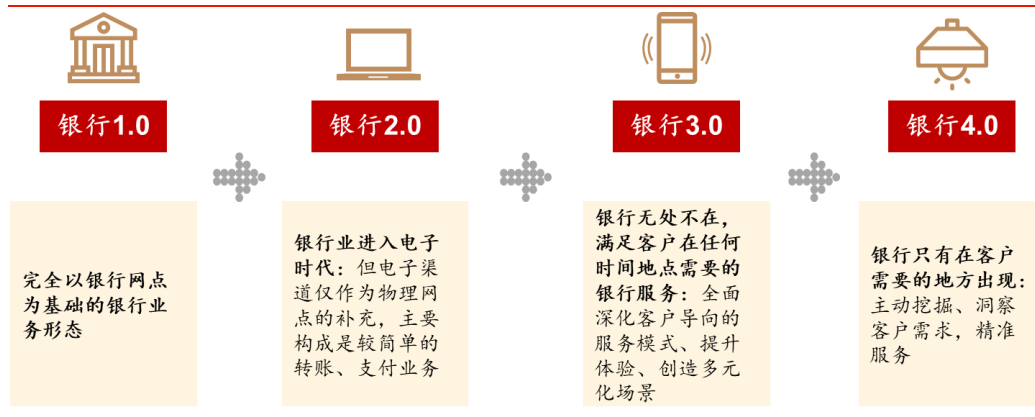 银行1.0
银行2.0
银行3.0
银行4.0
完全以银行网点
为基础的银行业
务形态
银行业进入电子
时代：但电子渠
道仅作为物理网
点的补充，主要
构成是较简单的
转账、支付业务
银行无处不在，
满足客户在任何
时间地点需要的
银行服务：全面
深化客户导向的
服务模式、提升
体验、创造多元
化场景
银行只有在客户
需要的地方出现：
主动挖掘、洞察
客户需求，精准
服务